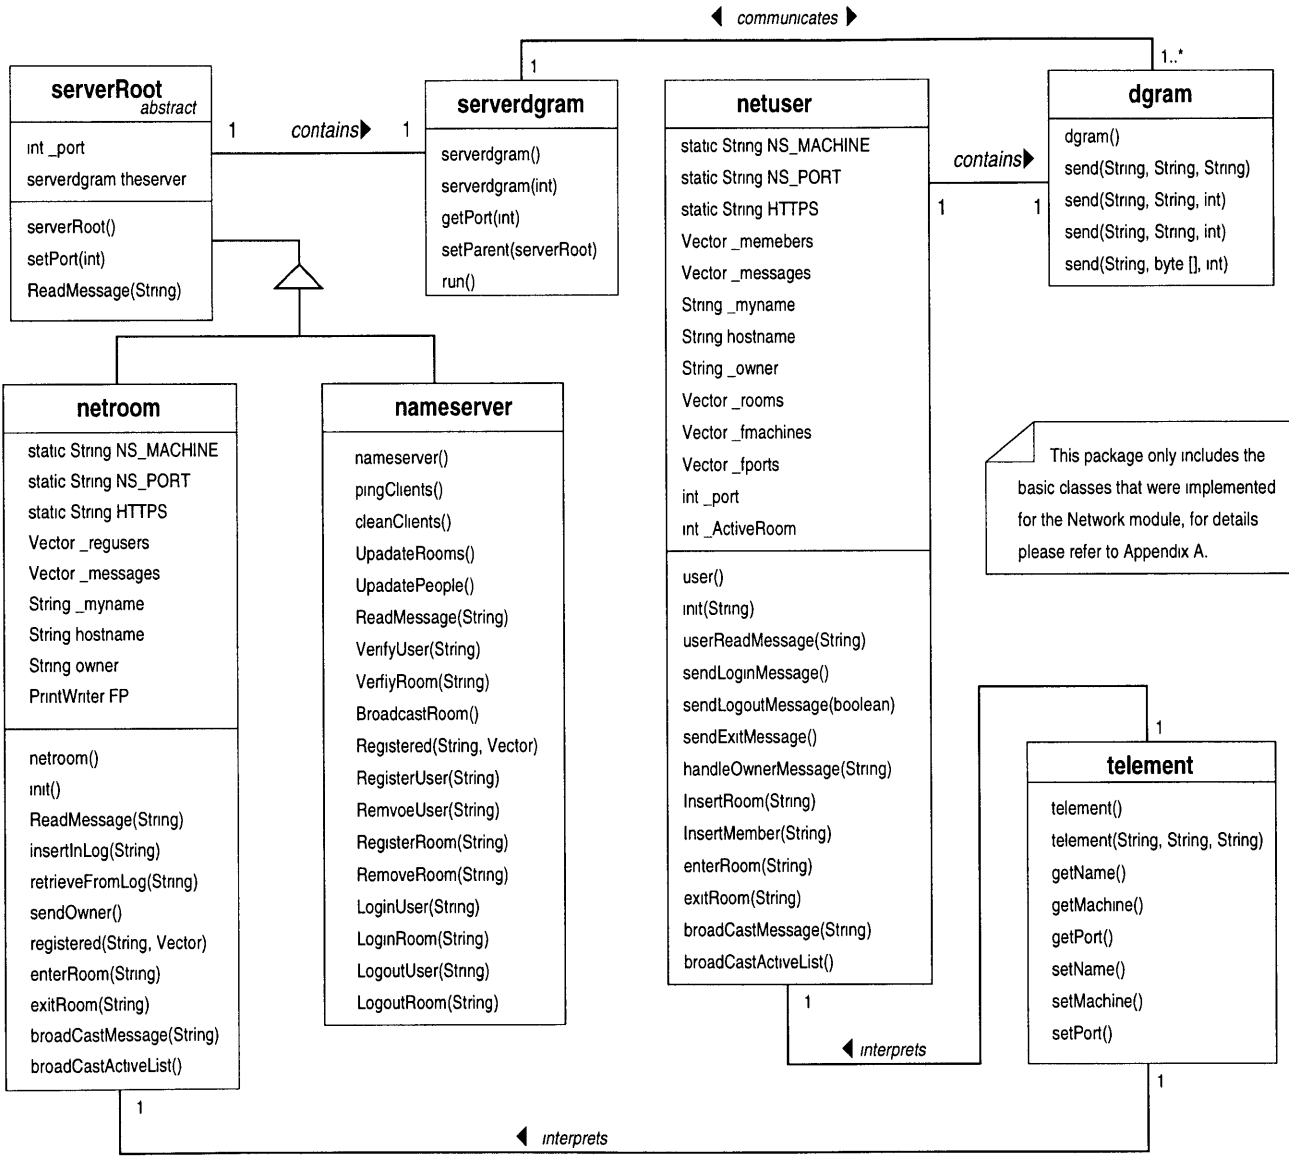 communicates
1
1..*
serverRoot
abstract
int _port
serverdgram theserver
serverRoot()
setPort(int)
ReadMessage(String)
1
contains
1
serverdgram
serverdgram()
serverdgram(int)
getPort(int)
setParent(serverRoot)
run()
netuser
static String NS_MACHINE
static String NS_PORT
static String HTTPS
Vector _memebers
Vector _messages
String _myname
String hostname
String _owner
Vector _rooms
Vector _fmachines
Vector _fports
int _port
int _ActiveRoom
user()
init(String)
userReadMessage(String)
sendLoginMessage()
sendLogoutMessage(boolean)
sendExitMessage()
handleOwnerMessage(String)
InsertRoom(String)
InsertMember(String)
enterRoom(String)
exitRoom(String)
broadCastMessage(String)
broadCastActiveList()
contains
1
1
dgram
dgram()
send(String, String, String)
send(String, String, int)
send(String, String, int)
send(String, byte [], int)
netroom
static String NS_MACHINE
static String NS_PORT
static String HTTPS
Vector _regusers
Vector _messages
String _myname
String hostname
String owner
PrintWriter FP
netroom()
init()
ReadMessage(String)
insertInLog(String)
retrieveFromLog(String)
sendOwner()
registered(String, Vector)
enterRoom(String)
exitRoom(String)
broadCastMessage(String)
broadCastActiveList()
nameserver
nameserver()
pingClients()
cleanClients()
UpadateRooms()
UpadatePeople()
ReadMessage(String)
VerifyUser(String)
VerfiyRoom(String)
BroadcastRoom()
Registered(String, Vector)
RegisterUser(String)
RemvoeUser(String)
RegisterRoom(String)
RemoveRoom(String)
LoginUser(String)
LoginRoom(String)
LogoutUser(String)
LogoutRoom(String)
This package only includes the
basic classes that were implemented
for the Network module, for details
please refer to Appendix A.
1
telement
telement()
telement(String, String, String)
getName()
getMachine()
getPort()
setName()
setMachine()
setPort()
1
interprets
1
1
interprets